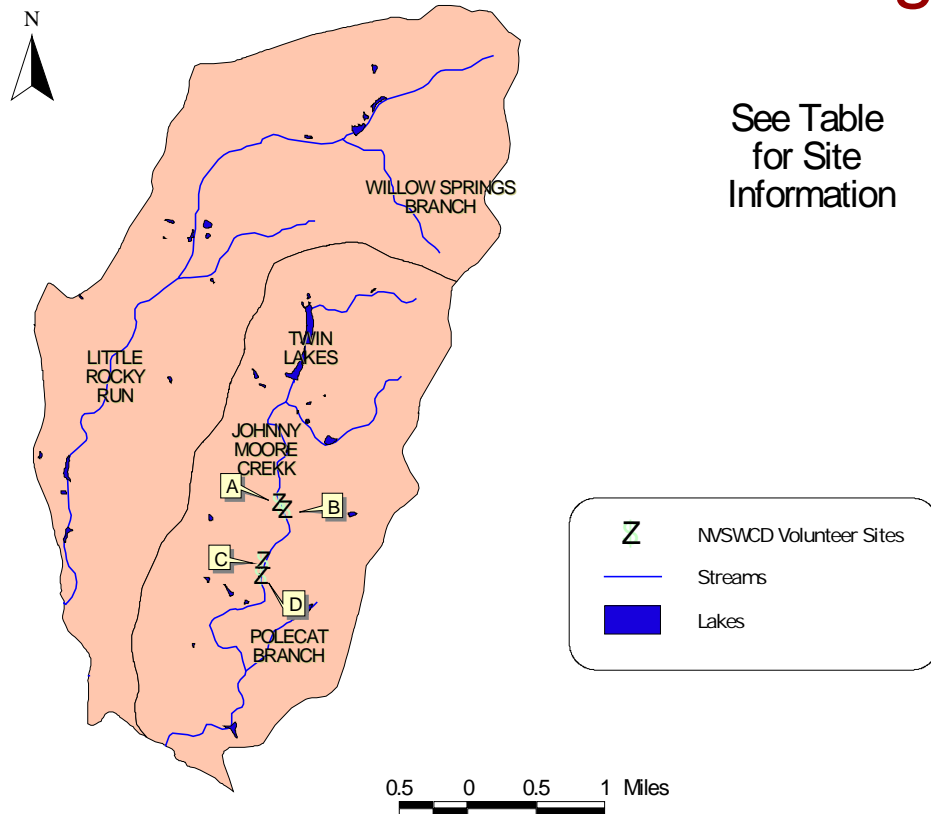 N
See Table
for Site
Information
WILLOW SPRINGS
BRANCH
TWIN
LAKES
LITTLE
ROCKY
RUN
JOHNNY
MOORE
CREKK
A
B
C
D
POLECAT
BRANCH
Z NVSWCD Volunteer Sites
Streams
Lakes
0.5 0 0.5 1 Miles